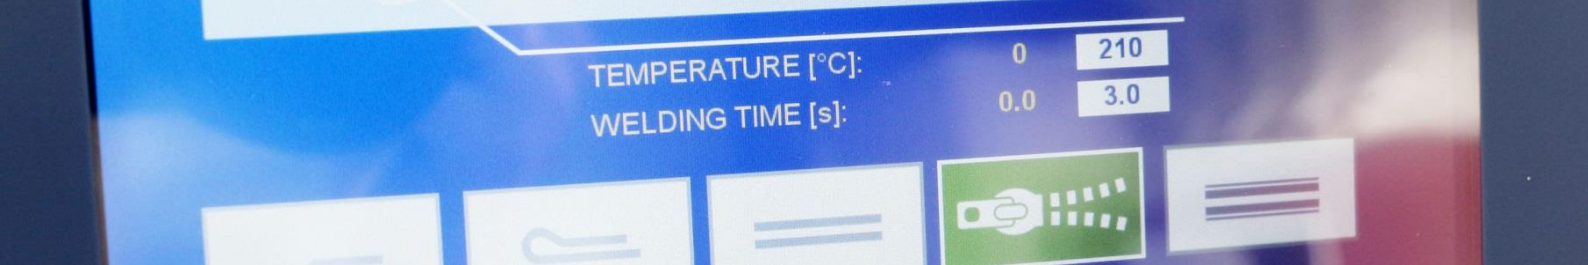 TEMPERATURE [°C]: 0 210
WELDING TIME [s]: 0.0 3.0